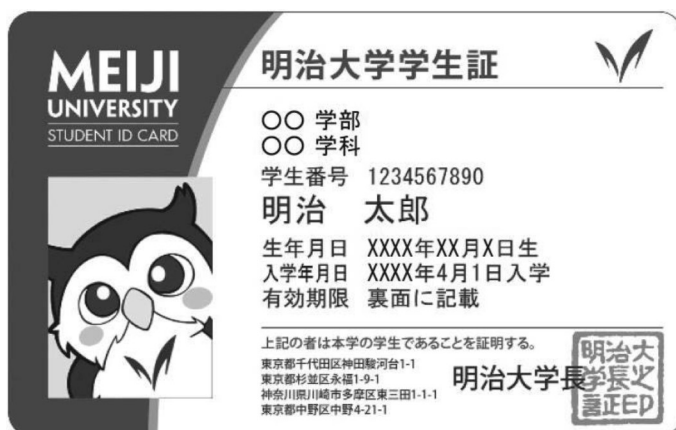 MEIJI
UNIVERSITY
STUDENT ID CARD
明治大学学生証
〇〇 学部
〇〇 学科
学生番号 1234567890
明治 太郎
生年月日 XXXX年XX月X日生
入学年月日 XXXX年4月1日入学
有効期限 裏面に記載
上記の者は本学の学生であることを証明する。
東京都千代田区神田駿河台1-1
東京都杉並区永福1-9-1
神奈川県川崎市多摩区東三田1-1-1
東京都中野区中野4-21-1
明治大学長
明治大
学長之